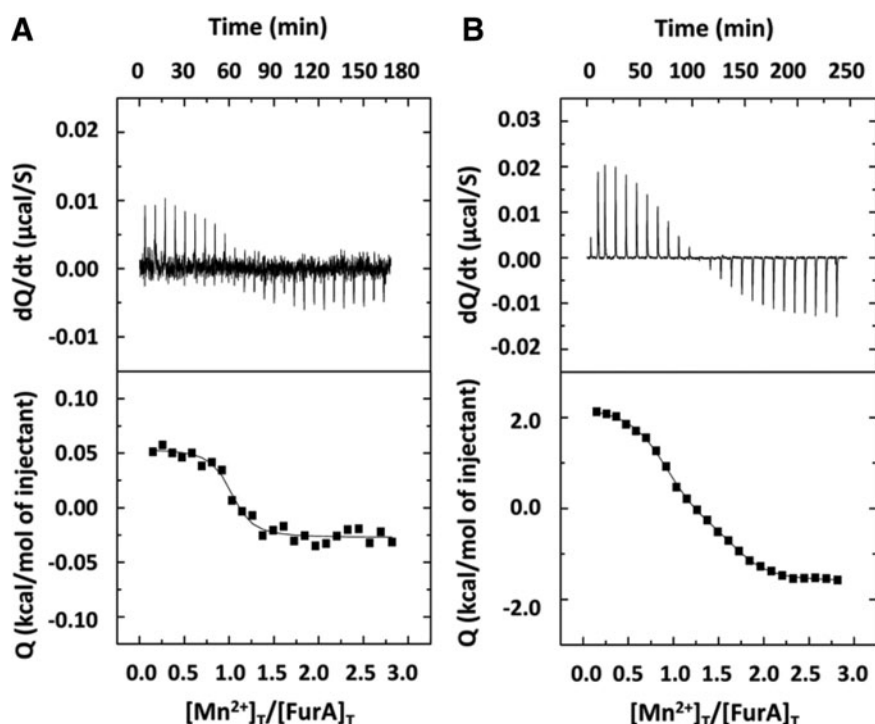 A
Time (min)
0 30 60 90 120 150 180
dQ/dt (µcal/S)
0.02
0.01
0.00
-0.01
Q (kcal/mol of injectant)
0.10
0.05
0.00
-0.05
-0.10
0.0 0.5 1.0 1.5 2.0 2.5 3.0
[Mn²⁺]T/[FurA]T
B
Time (min)
0 50 100 150 200 250
dQ/dt (µcal/S)
0.03
0.02
0.01
0.00
-0.01
-0.02
Q (kcal/mol of injectant)
2.0
0.0
-2.0
0.0 0.5 1.0 1.5 2.0 2.5 3.0
[Mn²⁺]T/[FurA]T